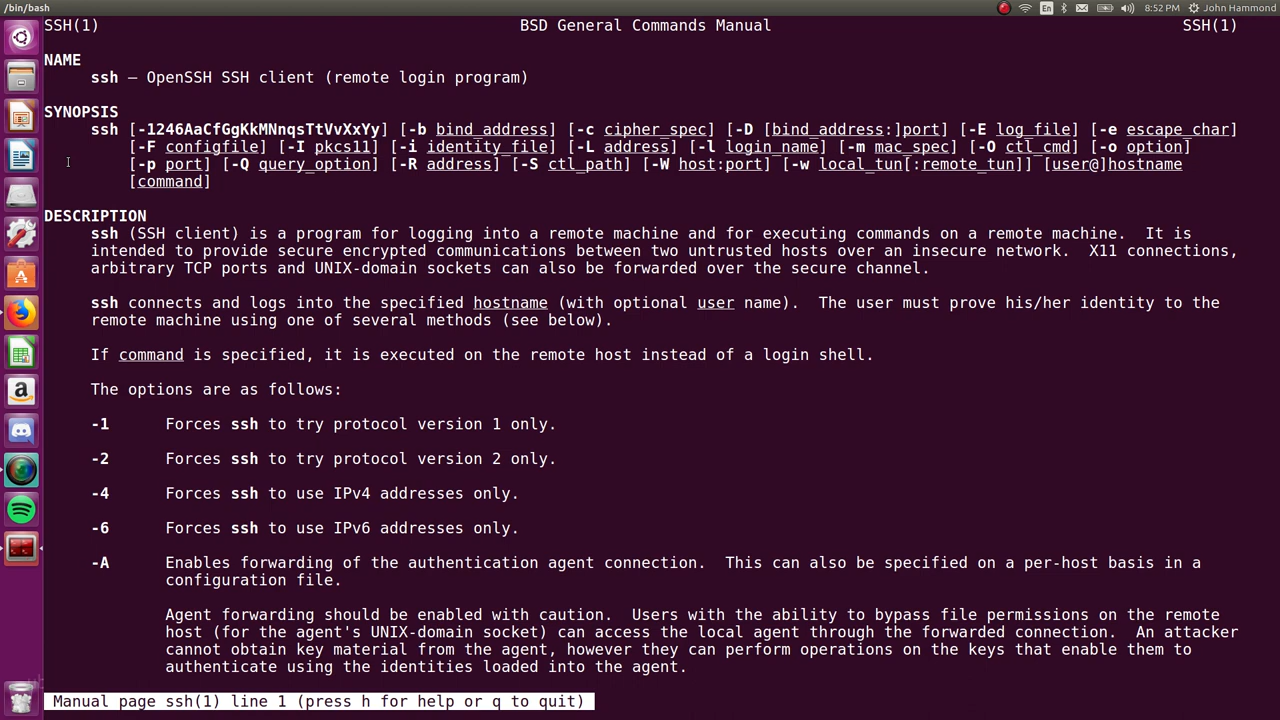 /bin/bash
En
8:52 PM
John Hammond
SSH(1) BSD General Commands Manual SSH(1)
NAME
ssh — OpenSSH SSH client (remote login program)
SYNOPSIS
ssh [-1246AaCfGgKkMNnqsTtVvXxYy] [-b bind_address] [-c cipher_spec] [-D [bind_address:]port] [-E log_file] [-e escape_char]
[-F configfile] [-I pkcs11] [-i identity_file] [-L address] [-l login_name] [-m mac_spec] [-O ctl_cmd] [-o option]
[-p port] [-Q query_option] [-R address] [-S ctl_path] [-W host:port] [-w local_tun[:remote_tun]] [user@]hostname
[command]
DESCRIPTION
ssh (SSH client) is a program for logging into a remote machine and for executing commands on a remote machine.  It is
intended to provide secure encrypted communications between two untrusted hosts over an insecure network.  X11 connections,
arbitrary TCP ports and UNIX-domain sockets can also be forwarded over the secure channel.
ssh connects and logs into the specified hostname (with optional user name).  The user must prove his/her identity to the
remote machine using one of several methods (see below).
If command is specified, it is executed on the remote host instead of a login shell.
The options are as follows:
-1 Forces ssh to try protocol version 1 only.
-2 Forces ssh to try protocol version 2 only.
-4 Forces ssh to use IPv4 addresses only.
-6 Forces ssh to use IPv6 addresses only.
-A Enables forwarding of the authentication agent connection.  This can also be specified on a per-host basis in a
configuration file.
Agent forwarding should be enabled with caution.  Users with the ability to bypass file permissions on the remote
host (for the agent's UNIX-domain socket) can access the local agent through the forwarded connection.  An attacker
cannot obtain key material from the agent, however they can perform operations on the keys that enable them to
authenticate using the identities loaded into the agent.
Manual page ssh(1) line 1 (press h for help or q to quit)